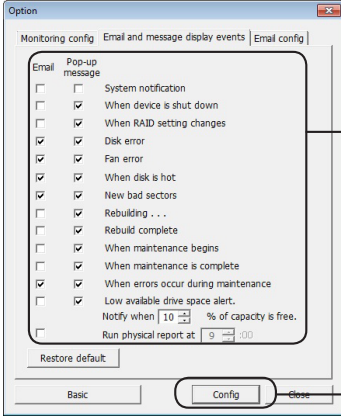 Option
Monitoring config Email and message display events Email config
Email Pop-up message
System notification
When device is shut down
When RAID setting changes
Disk error
Fan error
When disk is hot
New bad sectors
Rebuilding . . .
Rebuild complete
When maintenance begins
When maintenance is complete
When errors occur during maintenance
Low available drive space alert.
Notify when 10 % of capacity is free.
Run physical report at 9 :00
Restore default
Basic Config Close